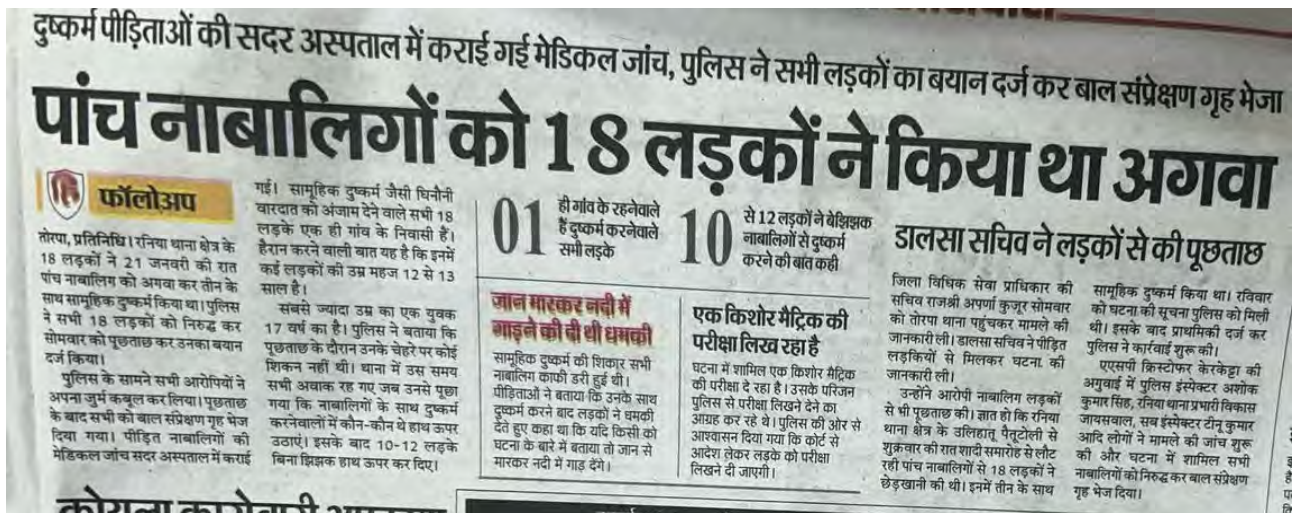 दुष्कर्म पीड़िताओं की सदर अस्पताल में कराई गई मेडिकल जांच, पुलिस ने सभी लड़कों का बयान दर्ज कर बाल संप्रेक्षण गृह भेजा
पांच नाबालिगों को 18 लड़कों ने किया था अगवा
फॉलोअप
तोरपा, प्रतिनिधि। रनिया थाना क्षेत्र के
18 लड़कों ने 21 जनवरी की रात
पांच नाबालिग को अगवा कर तीन के
साथ सामूहिक दुष्कर्म किया था। पुलिस
ने सभी 18 लड़कों को निरुद्ध कर
सोमवार को पूछताछ कर उनका बयान
दर्ज किया।
पुलिस के सामने सभी आरोपियों ने
अपना जुर्म कबूल कर लिया। पूछताछ
के बाद सभी को बाल संप्रेक्षण गृह भेज
दिया गया। पीड़ित नाबालिगों की
मेडिकल जांच सदर अस्पताल में कराई
गई। सामूहिक दुष्कर्म जैसी घिनौनी
वारदात को अंजाम देने वाले सभी 18
लड़के एक ही गांव के निवासी हैं।
हैरान करने वाली बात यह है कि इनमें
कई लड़कों की उम्र महज 12 से 13
साल है।
सबसे ज्यादा उम्र का एक युवक
17 वर्ष का है। पुलिस ने बताया कि
पूछताछ के दौरान उनके चेहरे पर कोई
शिकन नहीं थी। थाना में उस समय
सभी अवाक रह गए जब उनसे पूछा
गया कि नाबालिगों के साथ दुष्कर्म
करनेवालों में कौन-कौन थे हाथ ऊपर
उठाएं। इसके बाद 10-12 लड़के
बिना झिझक हाथ ऊपर कर दिए।
01
ही गांव के रहनेवाले
हैं दुष्कर्म करनेवाले
सभी लड़के
10
से 12 लड़कों ने बेझिझक
नाबालिगों से दुष्कर्म
करने की बात कही
जान मारकर नदी में
गाड़ने की दी थी धमकी
सामूहिक दुष्कर्म की शिकार सभी
नाबालिग काफी डरी हुई थी।
पीड़िताओं ने बताया कि उनके साथ
दुष्कर्म करने बाद लड़कों ने धमकी
देते हुए कहा था कि यदि किसी को
घटना के बारे में बताया तो जान से
मारकर नदी में गाड़ देंगे।
एक किशोर मैट्रिक की
परीक्षा लिख रहा है
घटना में शामिल एक किशोर मैट्रिक
की परीक्षा दे रहा है। उसके परिजन
पुलिस से परीक्षा लिखने देने का
आग्रह कर रहे थे। पुलिस की ओर से
आश्वासन दिया गया कि कोर्ट से
आदेश लेकर लड़के को परीक्षा
लिखने दी जाएगी।
डालसा सचिव ने लड़कों से की पूछताछ
जिला विधिक सेवा प्राधिकार की
सचिव राजश्री अपर्णा कुजूर सोमवार
को तोरपा थाना पहुंचकर मामले की
जानकारी ली। डालसा सचिव ने पीड़ित
लड़कियों से मिलकर घटना की
जानकारी ली।
उन्होंने आरोपी नाबालिग लड़कों
से भी पूछताछ की। ज्ञात हो कि रनिया
थाना क्षेत्र के उलिहातू पैतूटोली से
शुक्रवार की रात शादी समारोह से लौट
रही पांच नाबालिगों से 18 लड़कों ने
छेड़खानी की थी। इनमें तीन के साथ
सामूहिक दुष्कर्म किया था। रविवार
को घटना की सूचना पुलिस को मिली
थी। इसके बाद प्राथमिकी दर्ज कर
पुलिस ने कार्रवाई शुरू की।
एएसपी क्रिस्टोफर केरकेट्टा की
अगुवाई में पुलिस इंस्पेक्टर अशोक
कुमार सिंह, रनिया थाना प्रभारी विकास
जायसवाल, सब इंस्पेक्टर टीनू कुमार
आदि लोगों ने मामले की जांच शुरू
की और घटना में शामिल सभी
नाबालिगों को निरुद्ध कर बाल संप्रेक्षण
गृह भेज दिया।